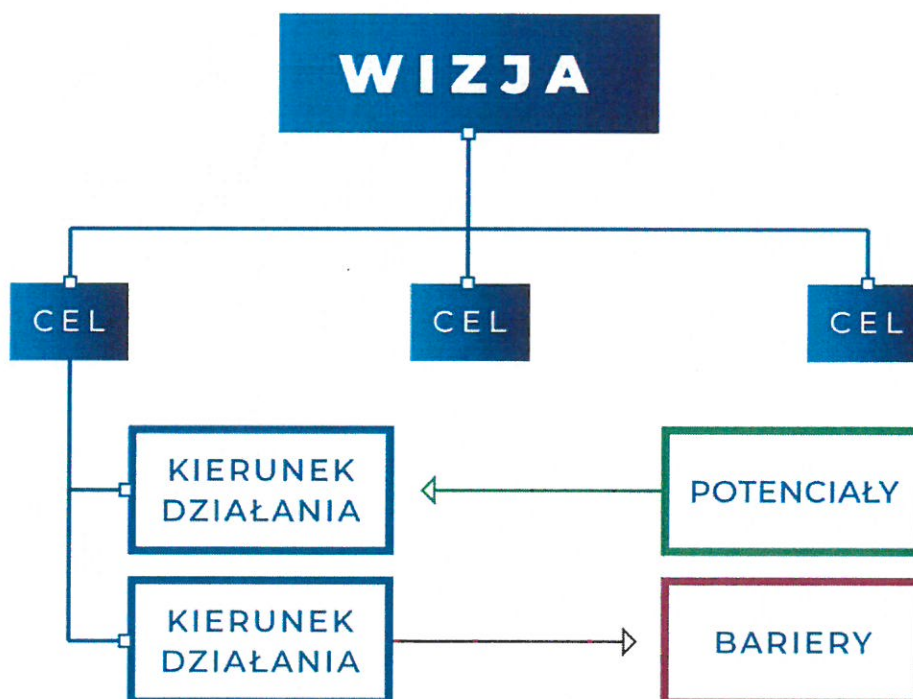 WIZJA
CEL
CEL
CEL
KIERUNEK
DZIAŁANIA
POTENCIAŁY
KIERUNEK
DZIAŁANIA
BARIERY